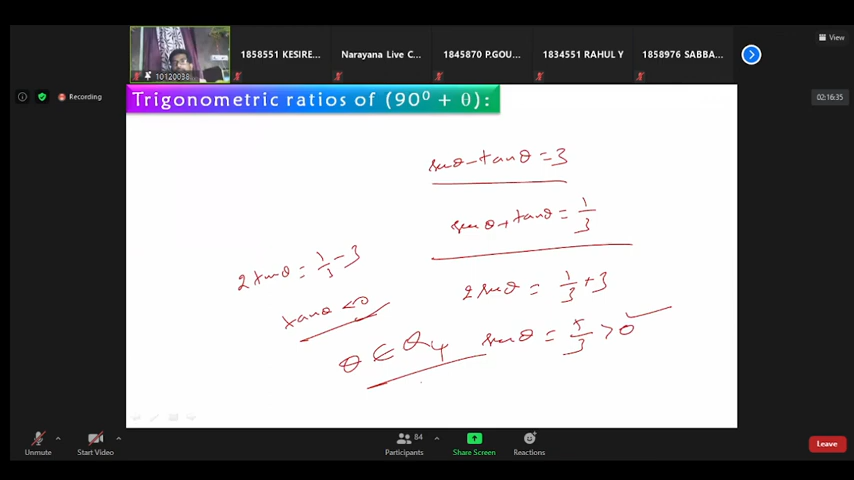 1858551 KESIRE...
Narayana Live C...
1845870 P.GOU...
1834551 RAHUL Y
1858976 SABBA...
View
10120038
Recording
02:16:35
Trigonometric ratios of (90⁰ + θ):
secθ - tanθ = 3
secθ + tanθ = 1/3
2tanθ = 1/3 - 3
2secθ = 1/3 + 3
tanθ < 0
θ ∈ Q4
secθ = 5/3 > 0
Unmute
Start Video
84
Participants
Share Screen
Reactions
Leave